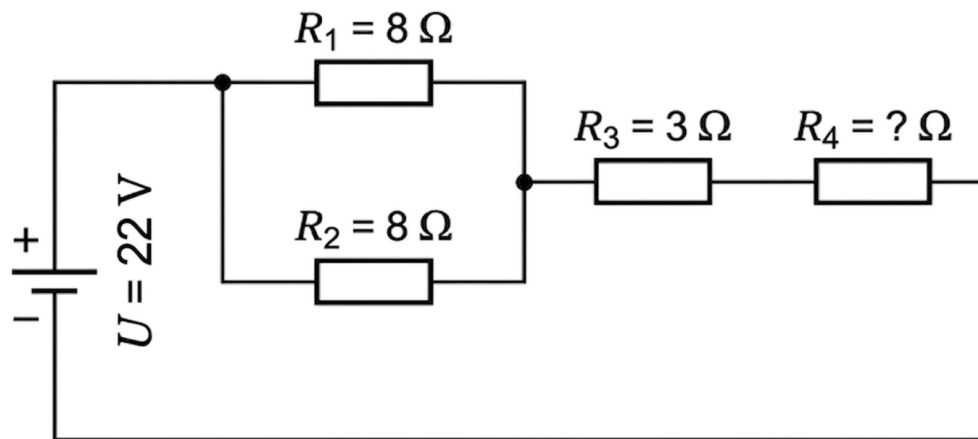 R₁ = 8 Ω
R₃ = 3 Ω
R₄ = ? Ω
R₂ = 8 Ω
+
−
U = 22 V